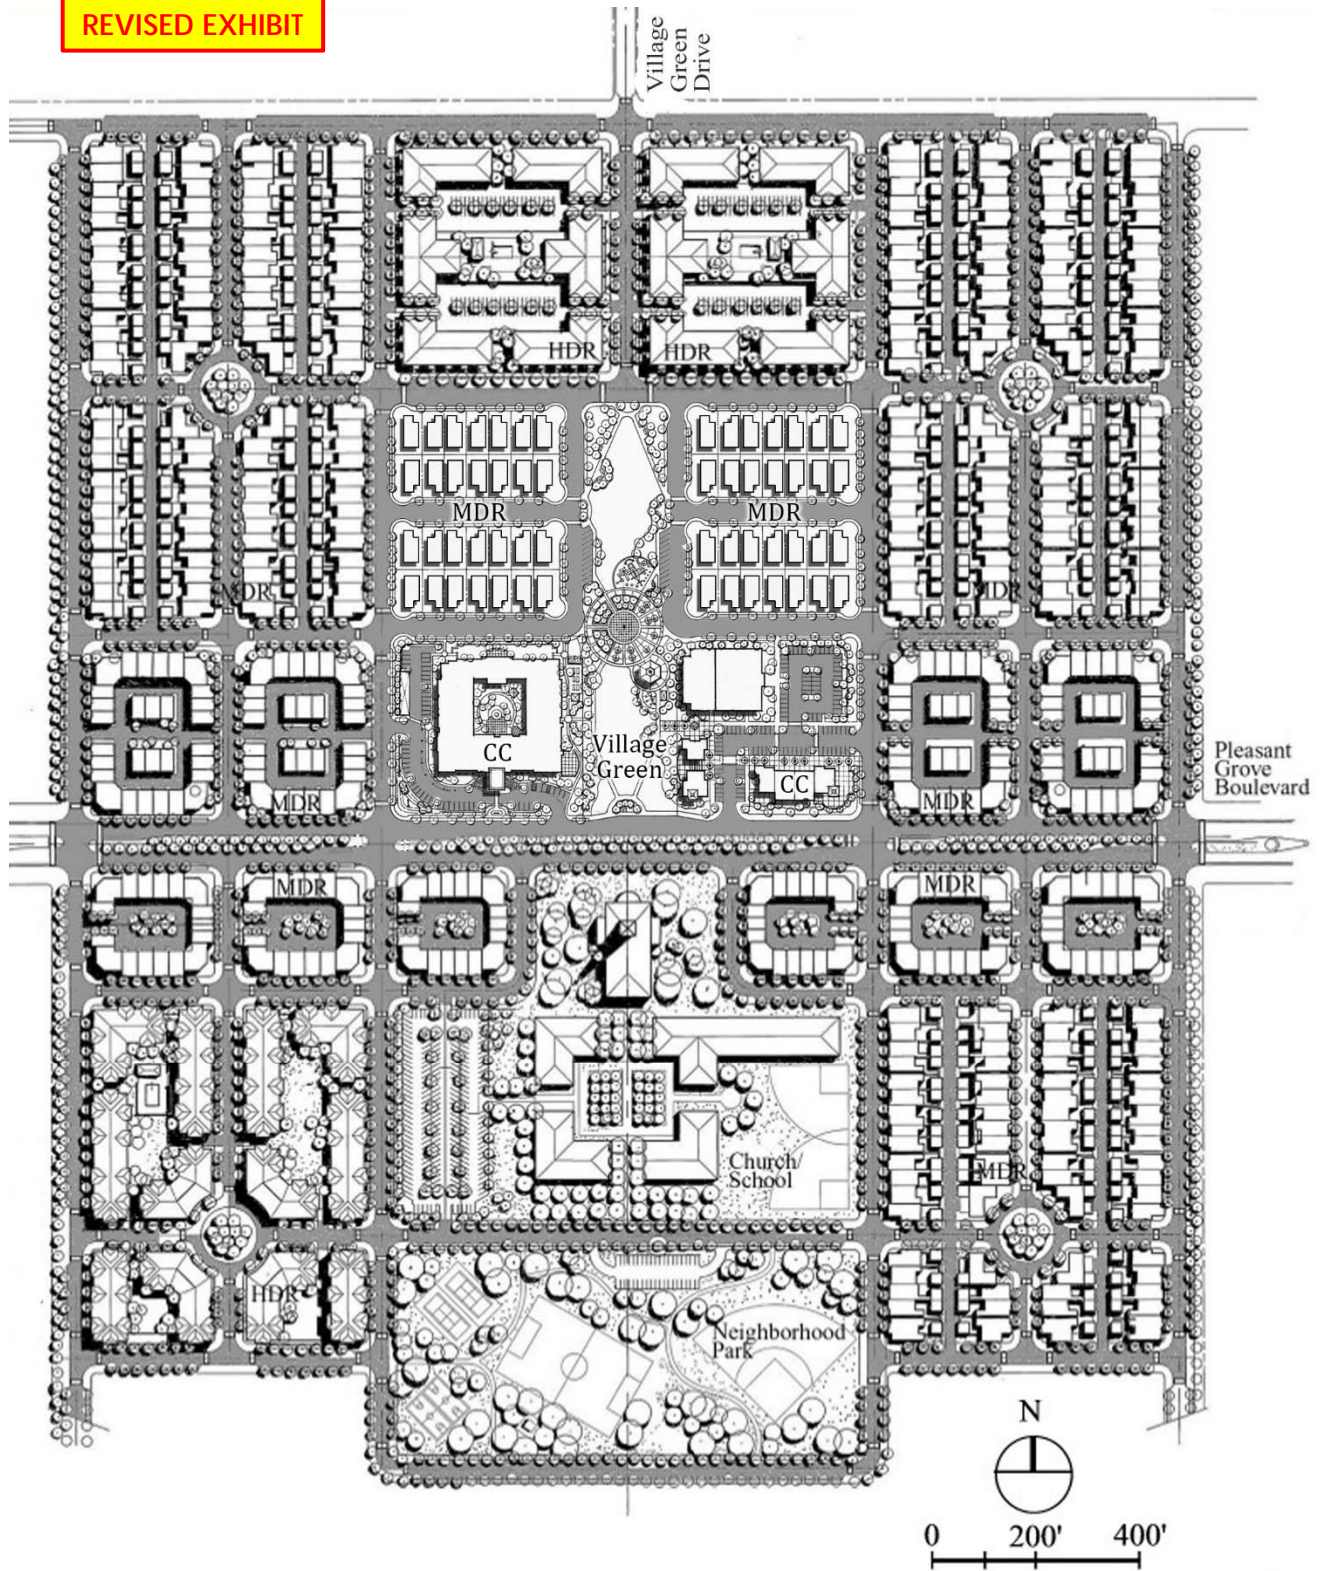 REVISED EXHIBIT
Village
Green
Drive
HDR
HDR
MDR
MDR
MDR
MDR
CC
Village
Green
CC
Pleasant
Grove
Boulevard
MDR
MDR
MDR
MDR
Church/
School
MDR
HDR
Neighborhood
Park
N
0 200' 400'